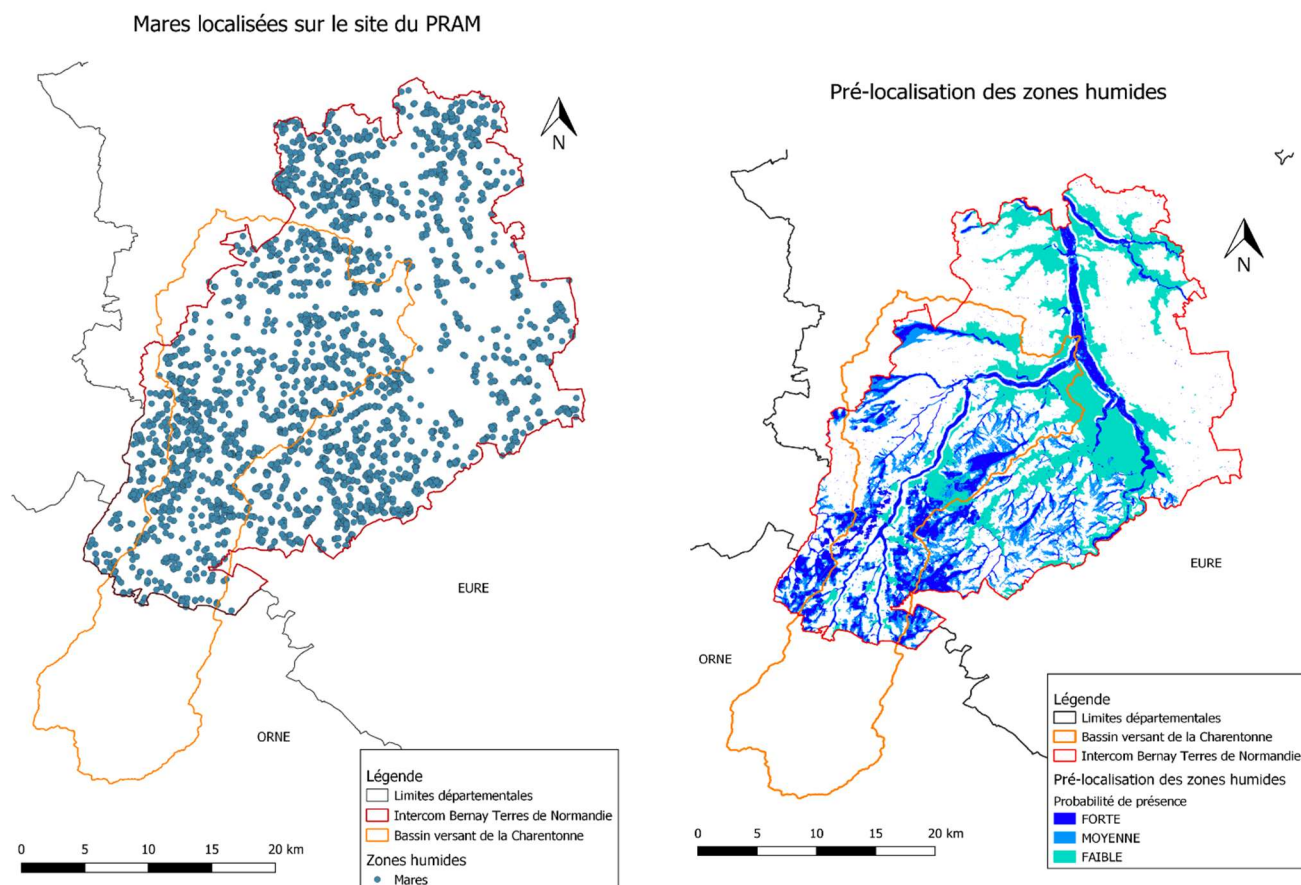 Mares localisées sur le site du PRAM
N
EURE
ORNE
Légende
Limites départementales
Intercom Bernay Terres de Normandie
Bassin versant de la Charentonne
Zones humides
Mares
0 5 10 15 20 km
Pré-localisation des zones humides
N
EURE
ORNE
Légende
Limites départementales
Bassin versant de la Charentonne
Intercom Bernay Terres de Normandie
Pré-localisation des zones humides
Probabilité de présence
FORTE
MOYENNE
FAIBLE
0 5 10 15 20 km